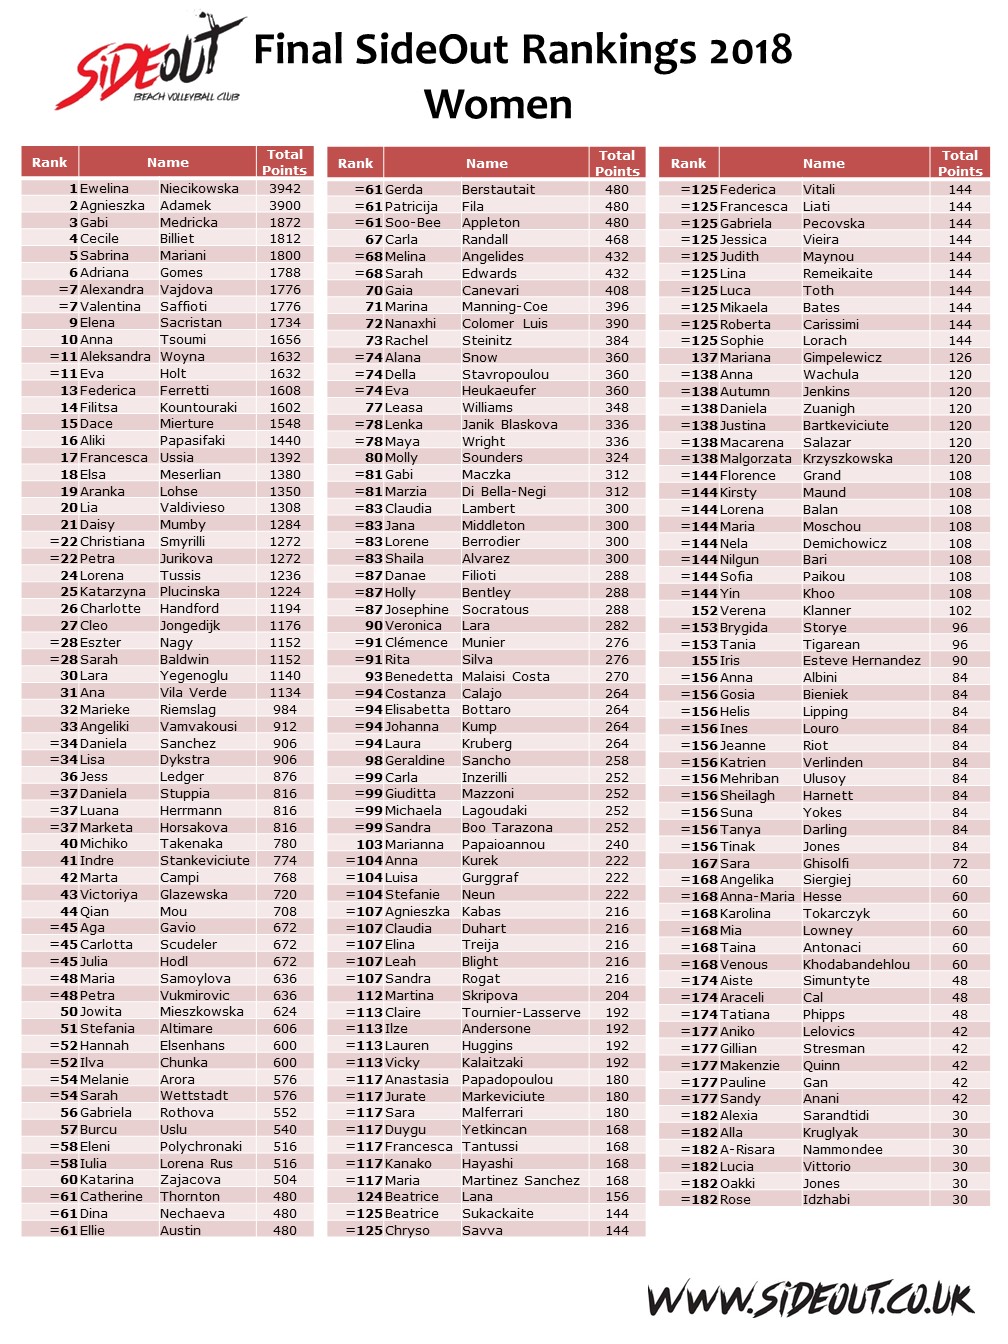 SiDEOUT
BEACH VOLLEYBALL CLUB
Final SideOut Rankings 2018
Women
Rank Name Total Points
1 Ewelina Niecikowska 3942
2 Agnieszka Adamek 3900
3 Gabi Medricka 1872
4 Cecile Billiet 1812
5 Sabrina Mariani 1800
6 Adriana Gomes 1788
=7 Alexandra Vajdova 1776
=7 Valentina Saffioti 1776
9 Elena Sacristan 1734
10 Anna Tsoumi 1656
=11 Aleksandra Woyna 1632
=11 Eva Holt 1632
13 Federica Ferretti 1608
14 Filitsa Kountouraki 1602
15 Dace Mierture 1548
16 Aliki Papasifaki 1440
17 Francesca Ussia 1392
18 Elsa Meserlian 1380
19 Aranka Lohse 1350
20 Lia Valdivieso 1308
21 Daisy Mumby 1284
=22 Christiana Smyrilli 1272
=22 Petra Jurikova 1272
24 Lorena Tussis 1236
25 Katarzyna Plucinska 1224
26 Charlotte Handford 1194
27 Cleo Jongedijk 1176
=28 Eszter Nagy 1152
=28 Sarah Baldwin 1152
30 Lara Yegenoglu 1140
31 Ana Vila Verde 1134
32 Marieke Riemslag 984
33 Angeliki Vamvakousi 912
=34 Daniela Sanchez 906
=34 Lisa Dykstra 906
36 Jess Ledger 876
=37 Daniela Stuppia 816
=37 Luana Herrmann 816
=37 Marketa Horsakova 816
40 Michiko Takenaka 780
41 Indre Stankeviciute 774
42 Marta Campi 768
43 Victoriya Glazewska 720
44 Qian Mou 708
=45 Aga Gavio 672
=45 Carlotta Scudeler 672
=45 Julia Hodl 672
=48 Maria Samoylova 636
=48 Petra Vukmirovic 636
50 Jowita Mieszkowska 624
51 Stefania Altimare 606
=52 Hannah Elsenhans 600
=52 Ilva Chunka 600
=54 Melanie Arora 576
=54 Sarah Wettstadt 576
56 Gabriela Rothova 552
57 Burcu Uslu 540
=58 Eleni Polychronaki 516
=58 Iulia Lorena Rus 516
60 Katarina Zajacova 504
=61 Catherine Thornton 480
=61 Dina Nechaeva 480
=61 Ellie Austin 480
Rank Name Total Points
=61 Gerda Berstautait 480
=61 Patricija Fila 480
=61 Soo-Bee Appleton 480
67 Carla Randall 468
=68 Melina Angelides 432
=68 Sarah Edwards 432
70 Gaia Canevari 408
71 Marina Manning-Coe 396
72 Nanaxhi Colomer Luis 390
73 Rachel Steinitz 384
=74 Alana Snow 360
=74 Della Stavropoulou 360
=74 Eva Heukaeufer 360
77 Leasa Williams 348
=78 Lenka Janik Blaskova 336
=78 Maya Wright 336
80 Molly Sounders 324
=81 Gabi Maczka 312
=81 Marzia Di Bella-Negi 312
=83 Claudia Lambert 300
=83 Jana Middleton 300
=83 Lorene Berrodier 300
=83 Shaila Alvarez 300
=87 Danae Filioti 288
=87 Holly Bentley 288
=87 Josephine Socratous 288
90 Veronica Lara 282
=91 Clémence Munier 276
=91 Rita Silva 276
93 Benedetta Malaisi Costa 270
=94 Costanza Calajo 264
=94 Elisabetta Bottaro 264
=94 Johanna Kump 264
=94 Laura Kruberg 264
98 Geraldine Sancho 258
=99 Carla Inzerilli 252
=99 Giuditta Mazzoni 252
=99 Michaela Lagoudaki 252
=99 Sandra Boo Tarazona 252
103 Marianna Papaioannou 240
=104 Anna Kurek 222
=104 Luisa Gurggraf 222
=104 Stefanie Neun 222
=107 Agnieszka Kabas 216
=107 Claudia Duhart 216
=107 Elina Treija 216
=107 Leah Blight 216
=107 Sandra Rogat 216
112 Martina Skripova 204
=113 Claire Tournier-Lasserve 192
=113 Ilze Andersone 192
=113 Lauren Huggins 192
=113 Vicky Kalaitzaki 192
=117 Anastasia Papadopoulou 180
=117 Jurate Markeviciute 180
=117 Sara Malferrari 180
=117 Duygu Yetkincan 168
=117 Francesca Tantussi 168
=117 Kanako Hayashi 168
=117 Maria Martinez Sanchez 168
124 Beatrice Lana 156
=125 Beatrice Sukackaite 144
=125 Chryso Savva 144
Rank Name Total Points
=125 Federica Vitali 144
=125 Francesca Liati 144
=125 Gabriela Pecovska 144
=125 Jessica Vieira 144
=125 Judith Maynou 144
=125 Lina Remeikaite 144
=125 Luca Toth 144
=125 Mikaela Bates 144
=125 Roberta Carissimi 144
=125 Sophie Lorach 144
137 Mariana Gimpelewicz 126
=138 Anna Wachula 120
=138 Autumn Jenkins 120
=138 Daniela Zuanigh 120
=138 Justina Bartkeviciute 120
=138 Macarena Salazar 120
=138 Malgorzata Krzyszkowska 120
=144 Florence Grand 108
=144 Kirsty Maund 108
=144 Lorena Balan 108
=144 Maria Moschou 108
=144 Nela Demichowicz 108
=144 Nilgun Bari 108
=144 Sofia Paikou 108
=144 Yin Khoo 108
152 Verena Klanner 102
=153 Brygida Storye 96
=153 Tania Tigarean 96
155 Iris Esteve Hernandez 90
=156 Anna Albini 84
=156 Gosia Bieniek 84
=156 Helis Lipping 84
=156 Ines Louro 84
=156 Jeanne Riot 84
=156 Katrien Verlinden 84
=156 Mehriban Ulusoy 84
=156 Sheilagh Harnett 84
=156 Suna Yokes 84
=156 Tanya Darling 84
=156 Tinak Jones 84
167 Sara Ghisolfi 72
=168 Angelika Siergiej 60
=168 Anna-Maria Hesse 60
=168 Karolina Tokarczyk 60
=168 Mia Lowney 60
=168 Taina Antonaci 60
=168 Venous Khodabandehlou 60
=174 Aiste Simuntyte 48
=174 Araceli Cal 48
=174 Tatiana Phipps 48
=177 Aniko Lelovics 42
=177 Gillian Stresman 42
=177 Makenzie Quinn 42
=177 Pauline Gan 42
=177 Sandy Anani 42
=182 Alexia Sarandtidi 30
=182 Alla Kruglyak 30
=182 A-Risara Nammondee 30
=182 Lucia Vittorio 30
=182 Oakki Jones 30
=182 Rose Idzhabi 30
WWW.SiDEOUT.CO.UK